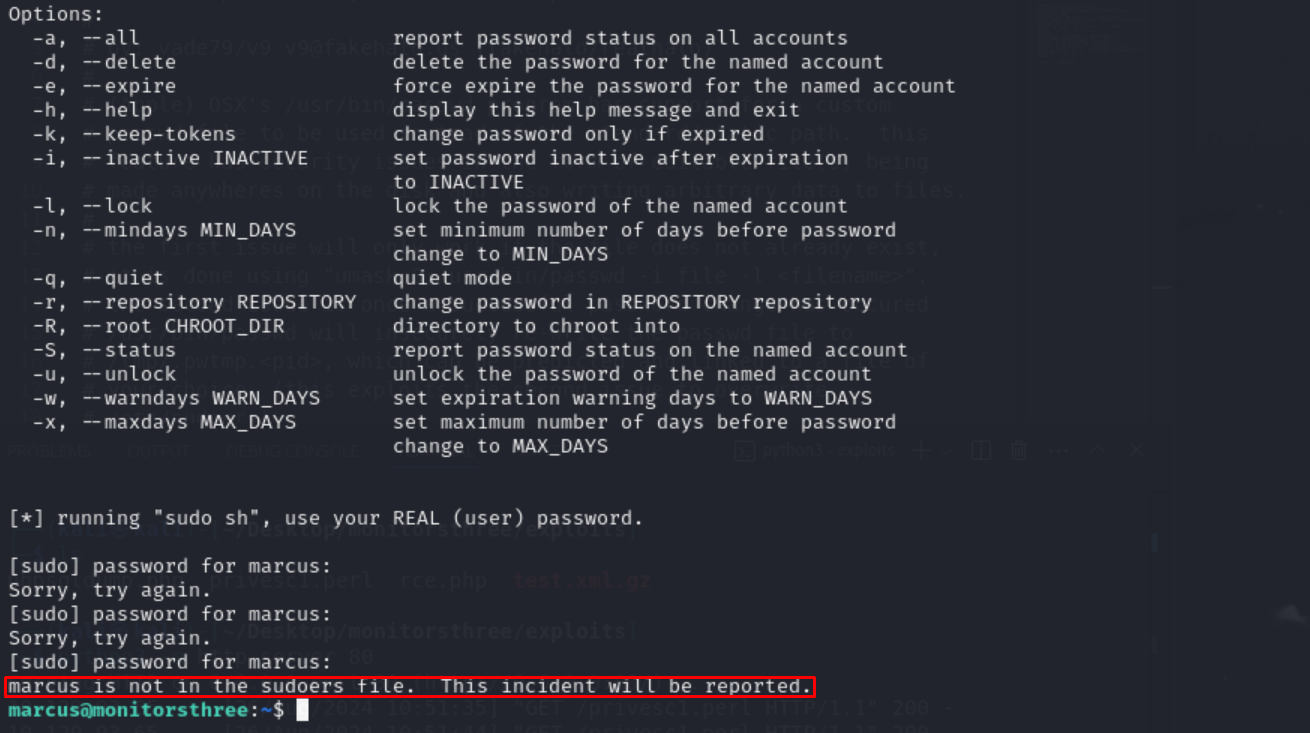 Options:
-a, --all report password status on all accounts
-d, --delete delete the password for the named account
-e, --expire force expire the password for the named account
-h, --help display this help message and exit
-k, --keep-tokens change password only if expired
-i, --inactive INACTIVE set password inactive after expiration
to INACTIVE
-l, --lock lock the password of the named account
-n, --mindays MIN_DAYS set minimum number of days before password
change to MIN_DAYS
-q, --quiet quiet mode
-r, --repository REPOSITORY change password in REPOSITORY repository
-R, --root CHROOT_DIR directory to chroot into
-S, --status report password status on the named account
-u, --unlock unlock the password of the named account
-w, --warndays WARN_DAYS set expiration warning days to WARN_DAYS
-x, --maxdays MAX_DAYS set maximum number of days before password
change to MAX_DAYS
[*] running "sudo sh", use your REAL (user) password.
[sudo] password for marcus:
Sorry, try again.
[sudo] password for marcus:
Sorry, try again.
[sudo] password for marcus:
marcus is not in the sudoers file.  This incident will be reported.
marcus@monitorsthree:~$